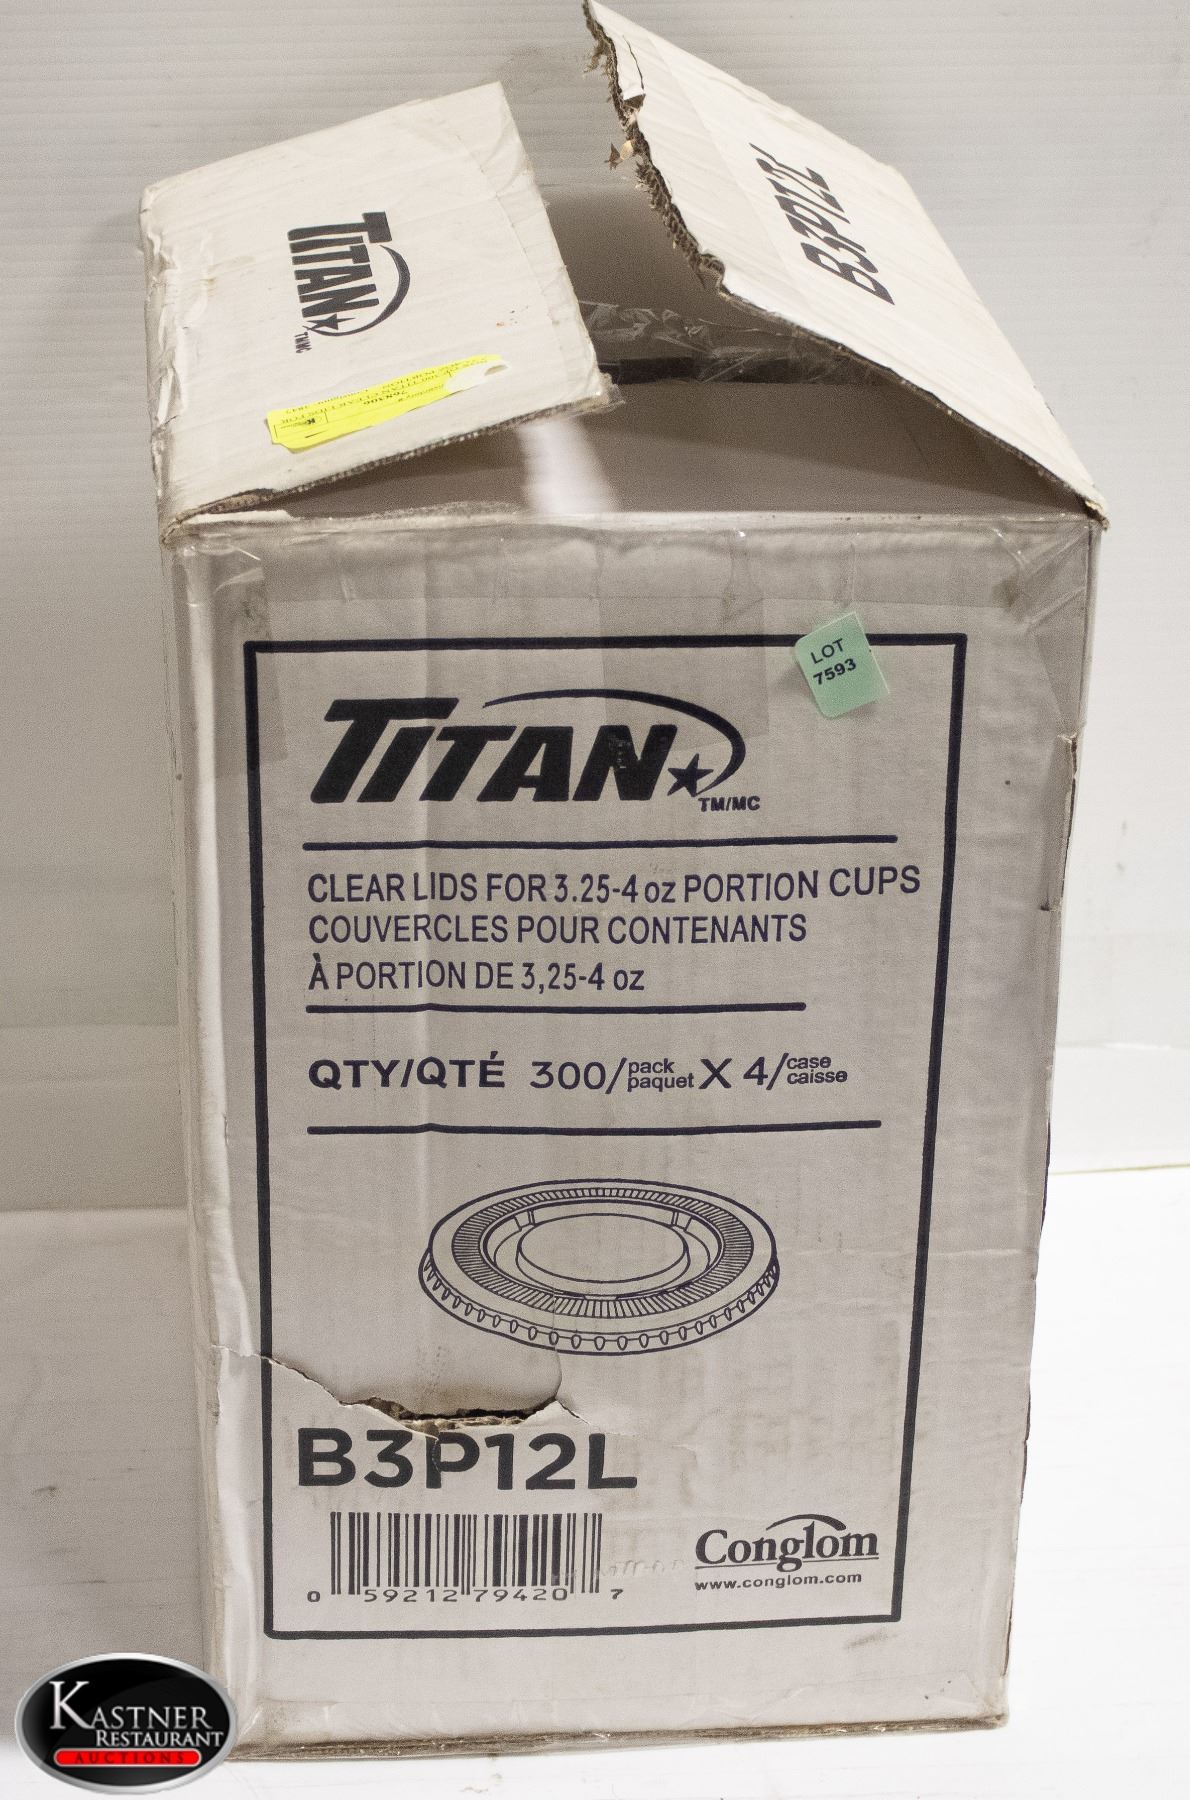 TITAN
TM/MC
B3P12L
LOT
7593
TITAN
TM/MC
CLEAR LIDS FOR 3.25-4 oz PORTION CUPS
COUVERCLES POUR CONTENANTS
À PORTION DE 3,25-4 oz
QTY/QTÉ 300/pack paquet X 4/case caisse
B3P12L
0 59212 79420 7
Conglom
www.conglom.com
KASTNER
RESTAURANT
AUCTIONS